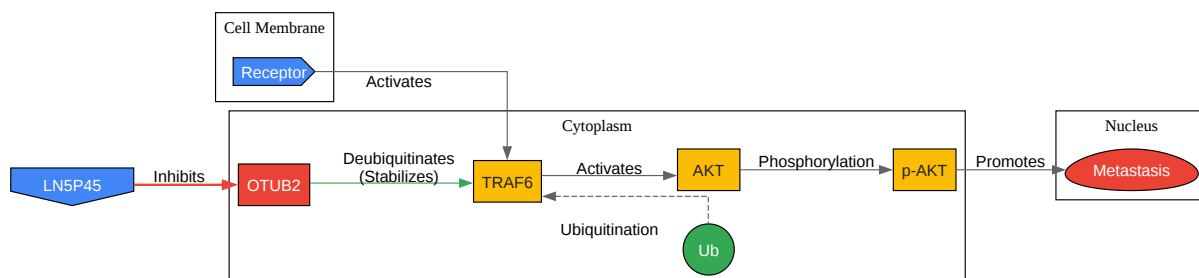 Cell Membrane
Receptor
Activates
Cytoplasm
Nucleus
LN5P45
Inhibits
OTUB2
Deubiquitinates
(Stabilizes)
TRAF6
Activates
AKT
Phosphorylation
p-AKT
Promotes
Metastasis
Ubiquitination
Ub